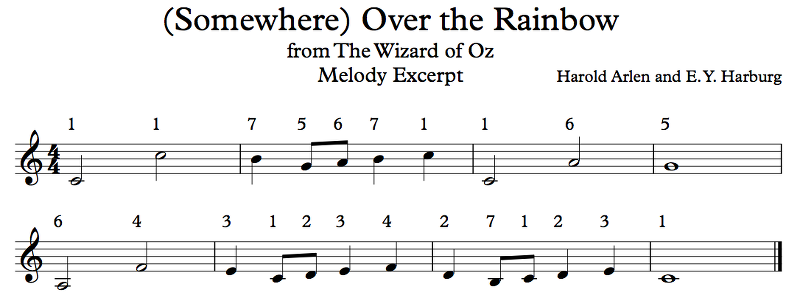 (Somewhere) Over the Rainbow
from The Wizard of Oz
Melody Excerpt
Harold Arlen and E. Y. Harburg
1 1 7 5 6 7 1 1 6 5
4
4
6 4 3 1 2 3 4 2 7 1 2 3 1